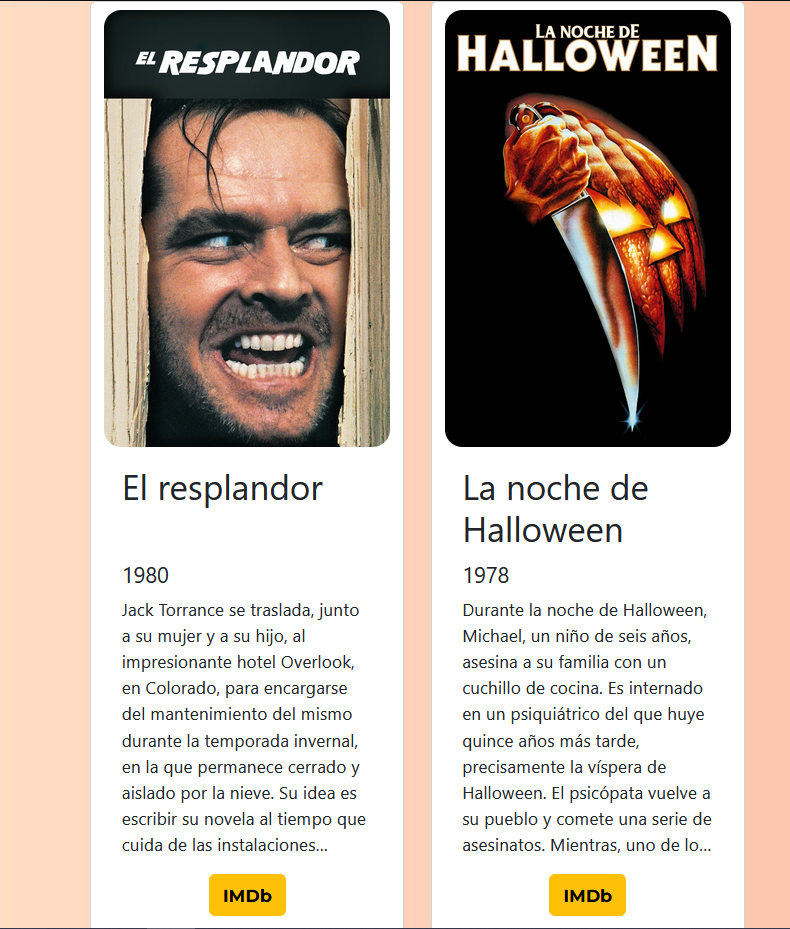 EL RESPLANDOR
El resplandor
1980
Jack Torrance se traslada, junto
a su mujer y a su hijo, al
impresionante hotel Overlook,
en Colorado, para encargarse
del mantenimiento del mismo
durante la temporada invernal,
en la que permanece cerrado y
aislado por la nieve. Su idea es
escribir su novela al tiempo que
cuida de las instalaciones...
IMDb
LA NOCHE DE
HALLOWEEN
La noche de
Halloween
1978
Durante la noche de Halloween,
Michael, un niño de seis años,
asesina a su familia con un
cuchillo de cocina. Es internado
en un psiquiátrico del que huye
quince años más tarde,
precisamente la víspera de
Halloween. El psicópata vuelve a
su pueblo y comete una serie de
asesinatos. Mientras, uno de lo...
IMDb